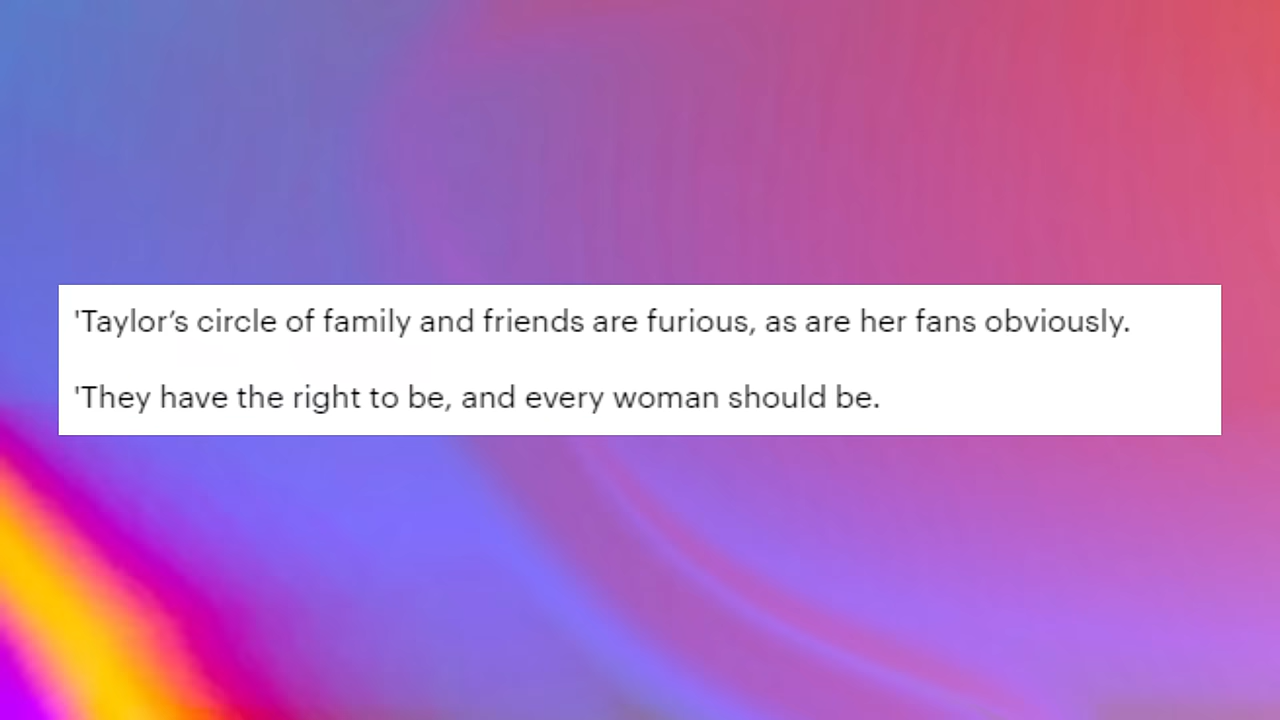 'Taylor’s circle of family and friends are furious, as are her fans obviously.
'They have the right to be, and every woman should be.